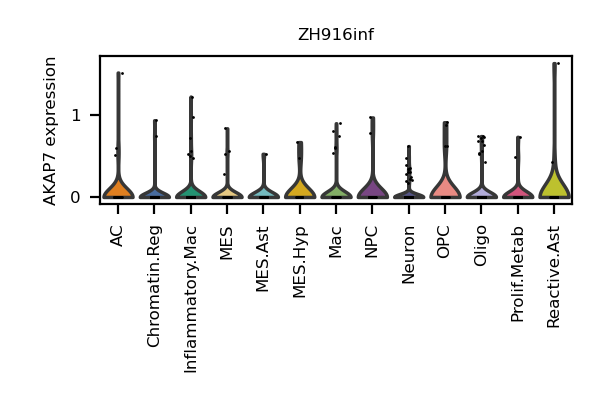 ZH916inf
AKAP7 expression
1
0
AC
Chromatin.Reg
Inflammatory.Mac
MES
MES.Ast
MES.Hyp
Mac
NPC
Neuron
OPC
Oligo
Prolif.Metab
Reactive.Ast